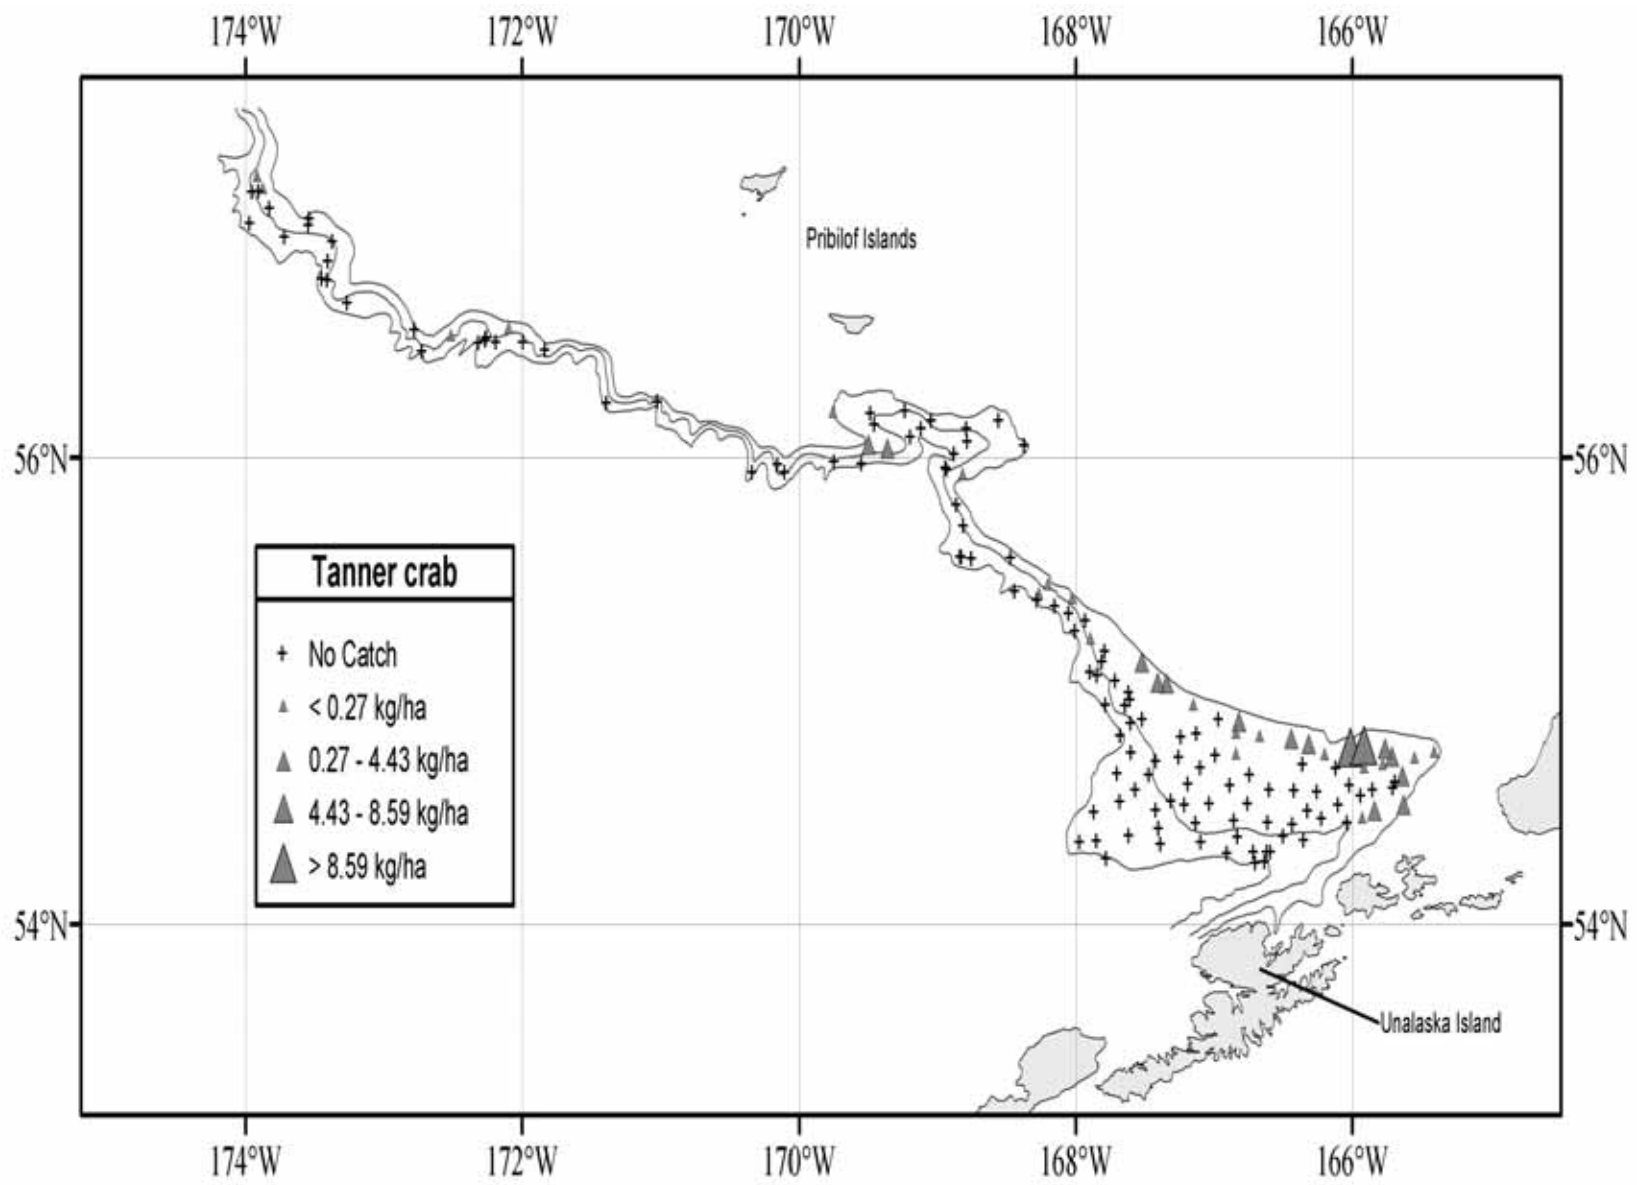 174°W 172°W 170°W 168°W 166°W
Pribilof Islands
56°N 56°N
Tanner crab
No Catch
< 0.27 kg/ha
0.27 - 4.43 kg/ha
4.43 - 8.59 kg/ha
> 8.59 kg/ha
54°N 54°N
Unalaska Island
174°W 172°W 170°W 168°W 166°W